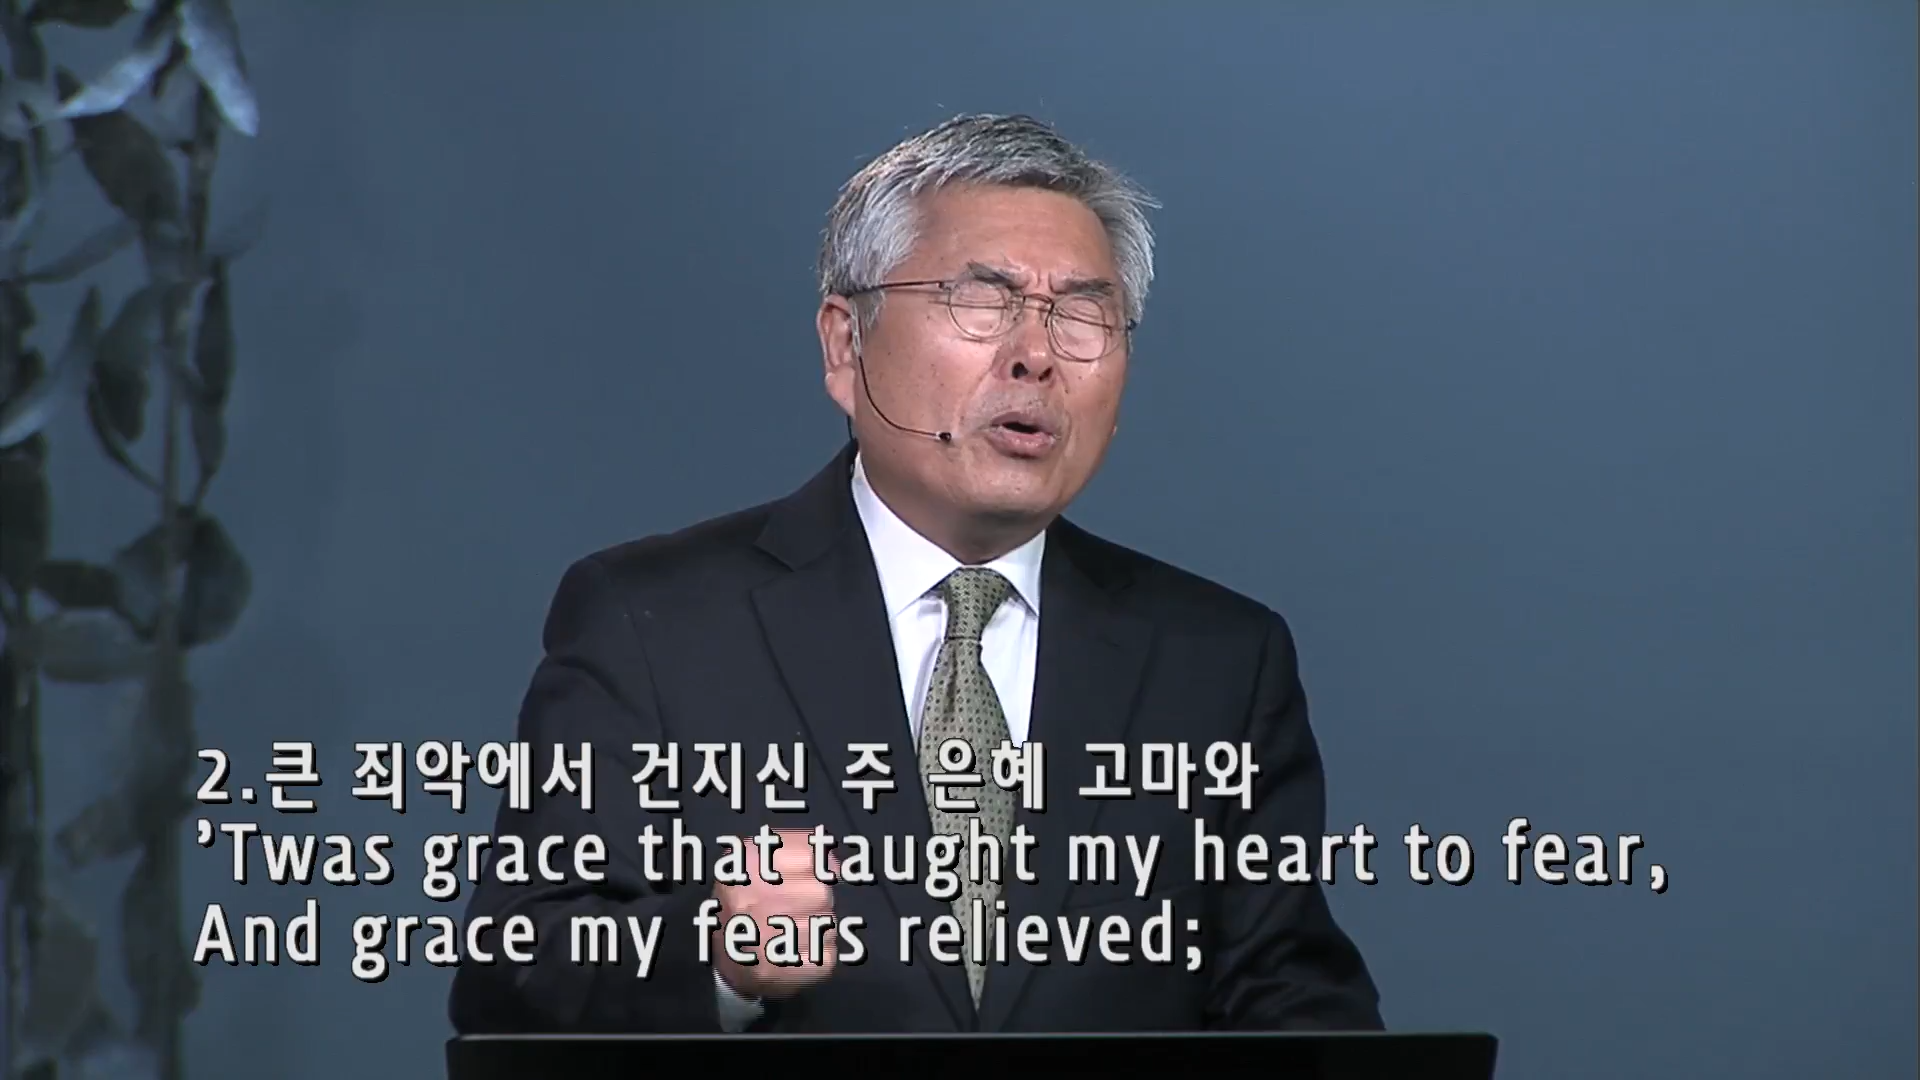 2.큰 죄악에서 건지신 주 은혜 고마와
’Twas grace that taught my heart to fear,
And grace my fears relieved;